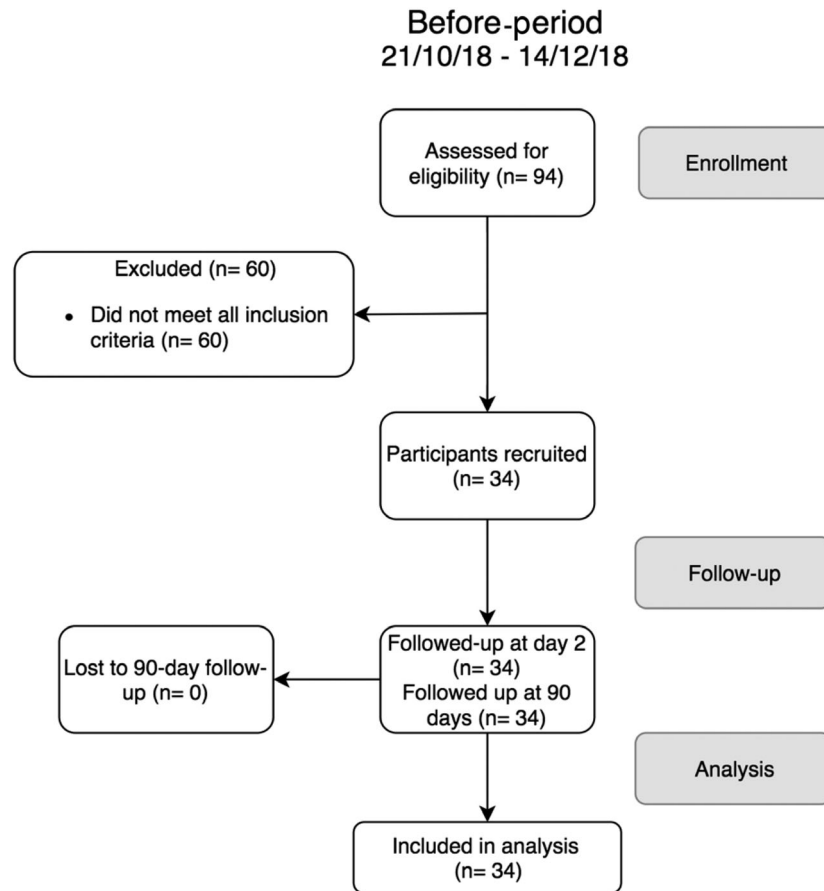 Before-period
21/10/18 - 14/12/18
Assessed for
eligibility (n= 94)
Enrollment
Excluded (n= 60)
• Did not meet all inclusion
criteria (n= 60)
Participants recruited
(n= 34)
Follow-up
Followed-up at day 2
(n= 34)
Followed up at 90
days (n= 34)
Lost to 90-day follow-
up (n= 0)
Analysis
Included in analysis
(n= 34)